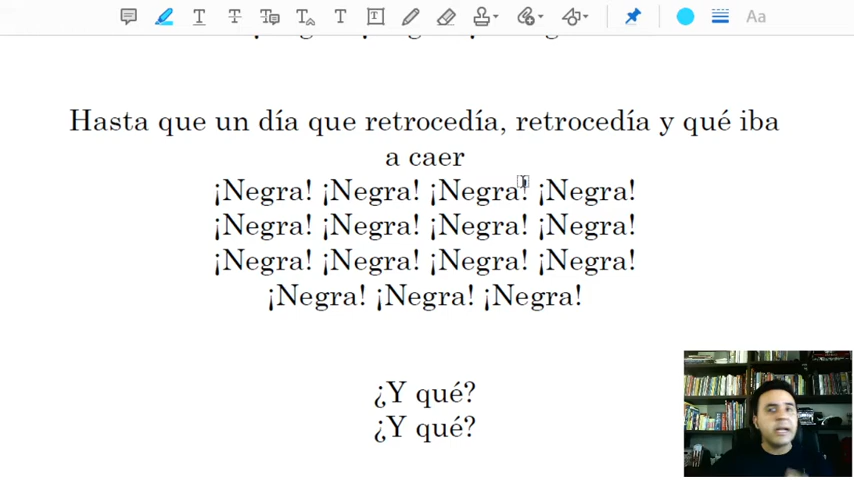 Aa
Hasta que un día que retrocedía, retrocedía y qué iba
a caer
¡Negra! ¡Negra! ¡Negra! ¡Negra!
¡Negra! ¡Negra! ¡Negra! ¡Negra!
¡Negra! ¡Negra! ¡Negra! ¡Negra!
¡Negra! ¡Negra! ¡Negra!
¿Y qué?
¿Y qué?